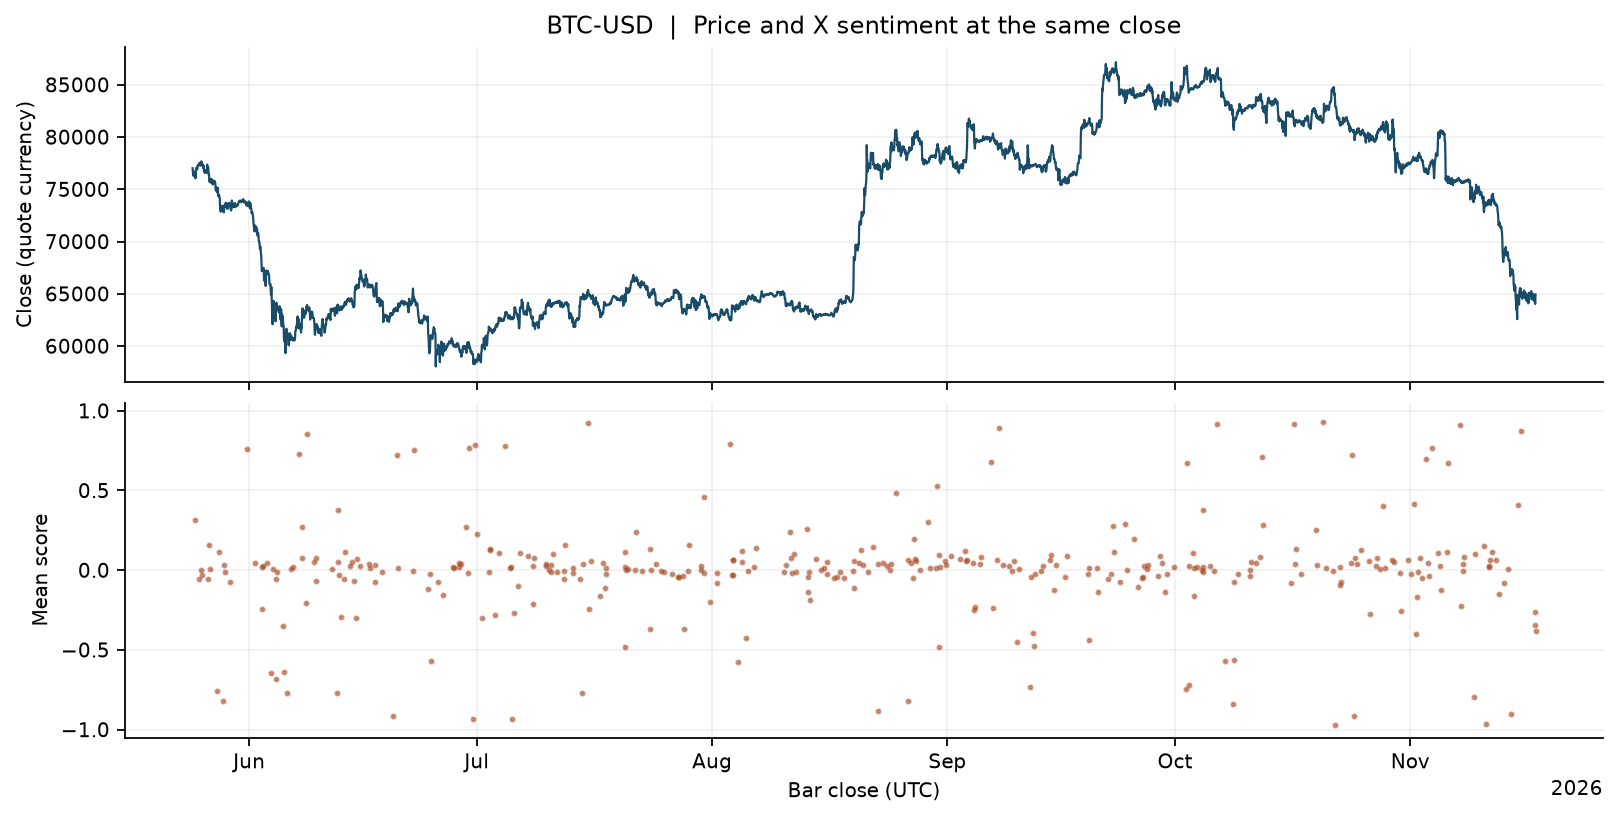 BTC-USD | Price and X sentiment at the same close
Close (quote currency)
85000
80000
75000
70000
65000
60000
Mean score
1.0
0.5
0.0
−0.5
−1.0
Jun Jul Aug Sep Oct Nov
Bar close (UTC)
2026